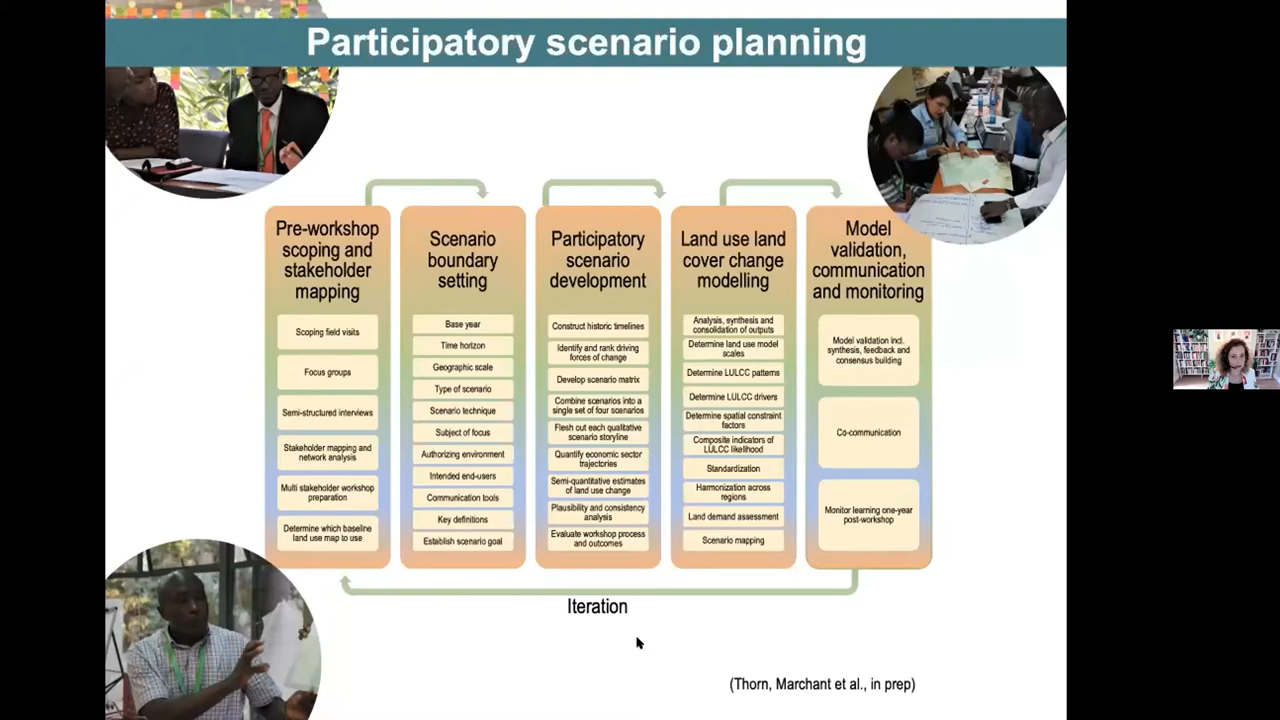 Participatory scenario planning
Pre-workshop
scoping and
stakeholder
mapping
Scoping field visits
Focus groups
Semi-structured interviews
Stakeholder mapping and
network analysis
Multi stakeholder workshop
preparation
Determine which baseline
land use map to use
Scenario
boundary
setting
Base year
Time horizon
Geographic scale
Type of scenario
Scenario technique
Subject of focus
Authorizing environment
Intended end-users
Communication tools
Key definitions
Establish scenario goal
Participatory
scenario
development
Construct historic timelines
Identify and rank driving
forces of change
Develop scenario matrix
Combine scenarios into a
single set of four scenarios
Flesh out each qualitative
scenario storyline
Quantify economic sector
trajectories
Semi-quantitative estimates
of land use change
Plausibility and consistency
analysis
Evaluate workshop process
and outcomes
Land use land
cover change
modelling
Analysis, synthesis and
consolidation of outputs
Determine land use model
scales
Determine LULCC patterns
Determine LULCC drivers
Determine spatial constraint
factors
Composite indicators of
LULCC likelihood
Standardization
Harmonization across
regions
Land demand assessment
Scenario mapping
Model
validation,
communication
and monitoring
Model validation incl.
synthesis, feedback and
consensus building
Co-communication
Monitor learning one-year
post-workshop
Iteration
(Thorn, Marchant et al., in prep)